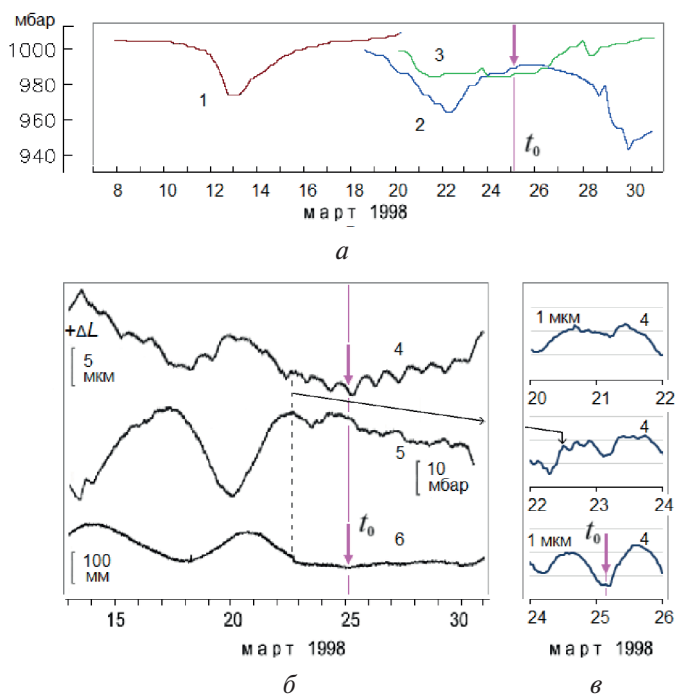 мбар
1000
980
960
940
1
2
3
t₀
8 10 12 14 16 18 20 22 24 26 28 30
март 1998
а
+ΔL
5
мкм
4
5
10
мбар
t₀
6
100
мм
15 20 25 30
март 1998
б
1 мкм 4
20 21 22
4
22 23 24
1 мкм t₀ 4
24 25 26
март 1998
в